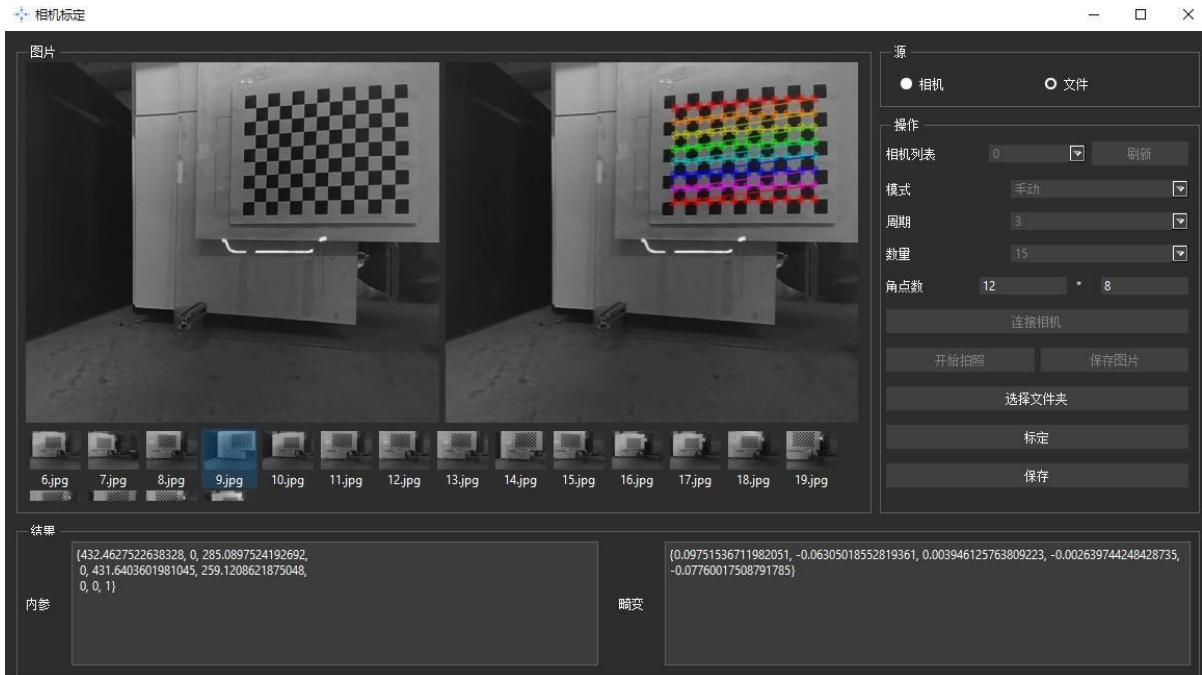 相机标定
图片
6.jpg 7.jpg 8.jpg 9.jpg 10.jpg 11.jpg 12.jpg 13.jpg 14.jpg 15.jpg 16.jpg 17.jpg 18.jpg 19.jpg
源
相机 文件
操作
相机列表 0 刷新
模式 手动
周期 3
数量 15
角点数 12 * 8
连接相机
开始拍照 保存图片
选择文件夹
标定
保存
结果
内参
{432.4627522638328, 0, 285.0897524192692,
0, 431.6403601981045, 259.1208621875048,
0, 0, 1}
畸变
{0.09751536711982051, -0.06305018552819361, 0.003946125763809223, -0.002639744248428735,
-0.07760017508791785}